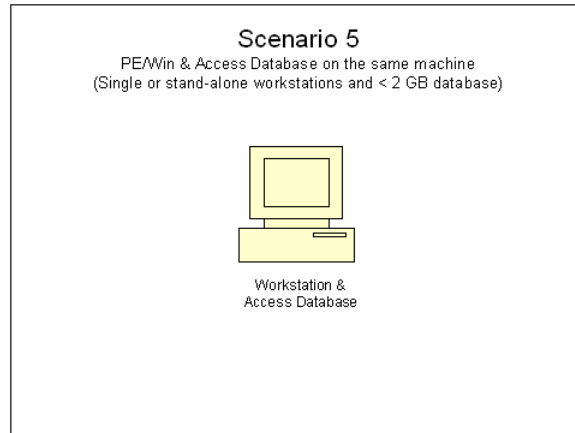 Scenario 5
PE/Win & Access Database on the same machine
(Single or stand-alone workstations and < 2 GB database)
Workstation &
Access Database